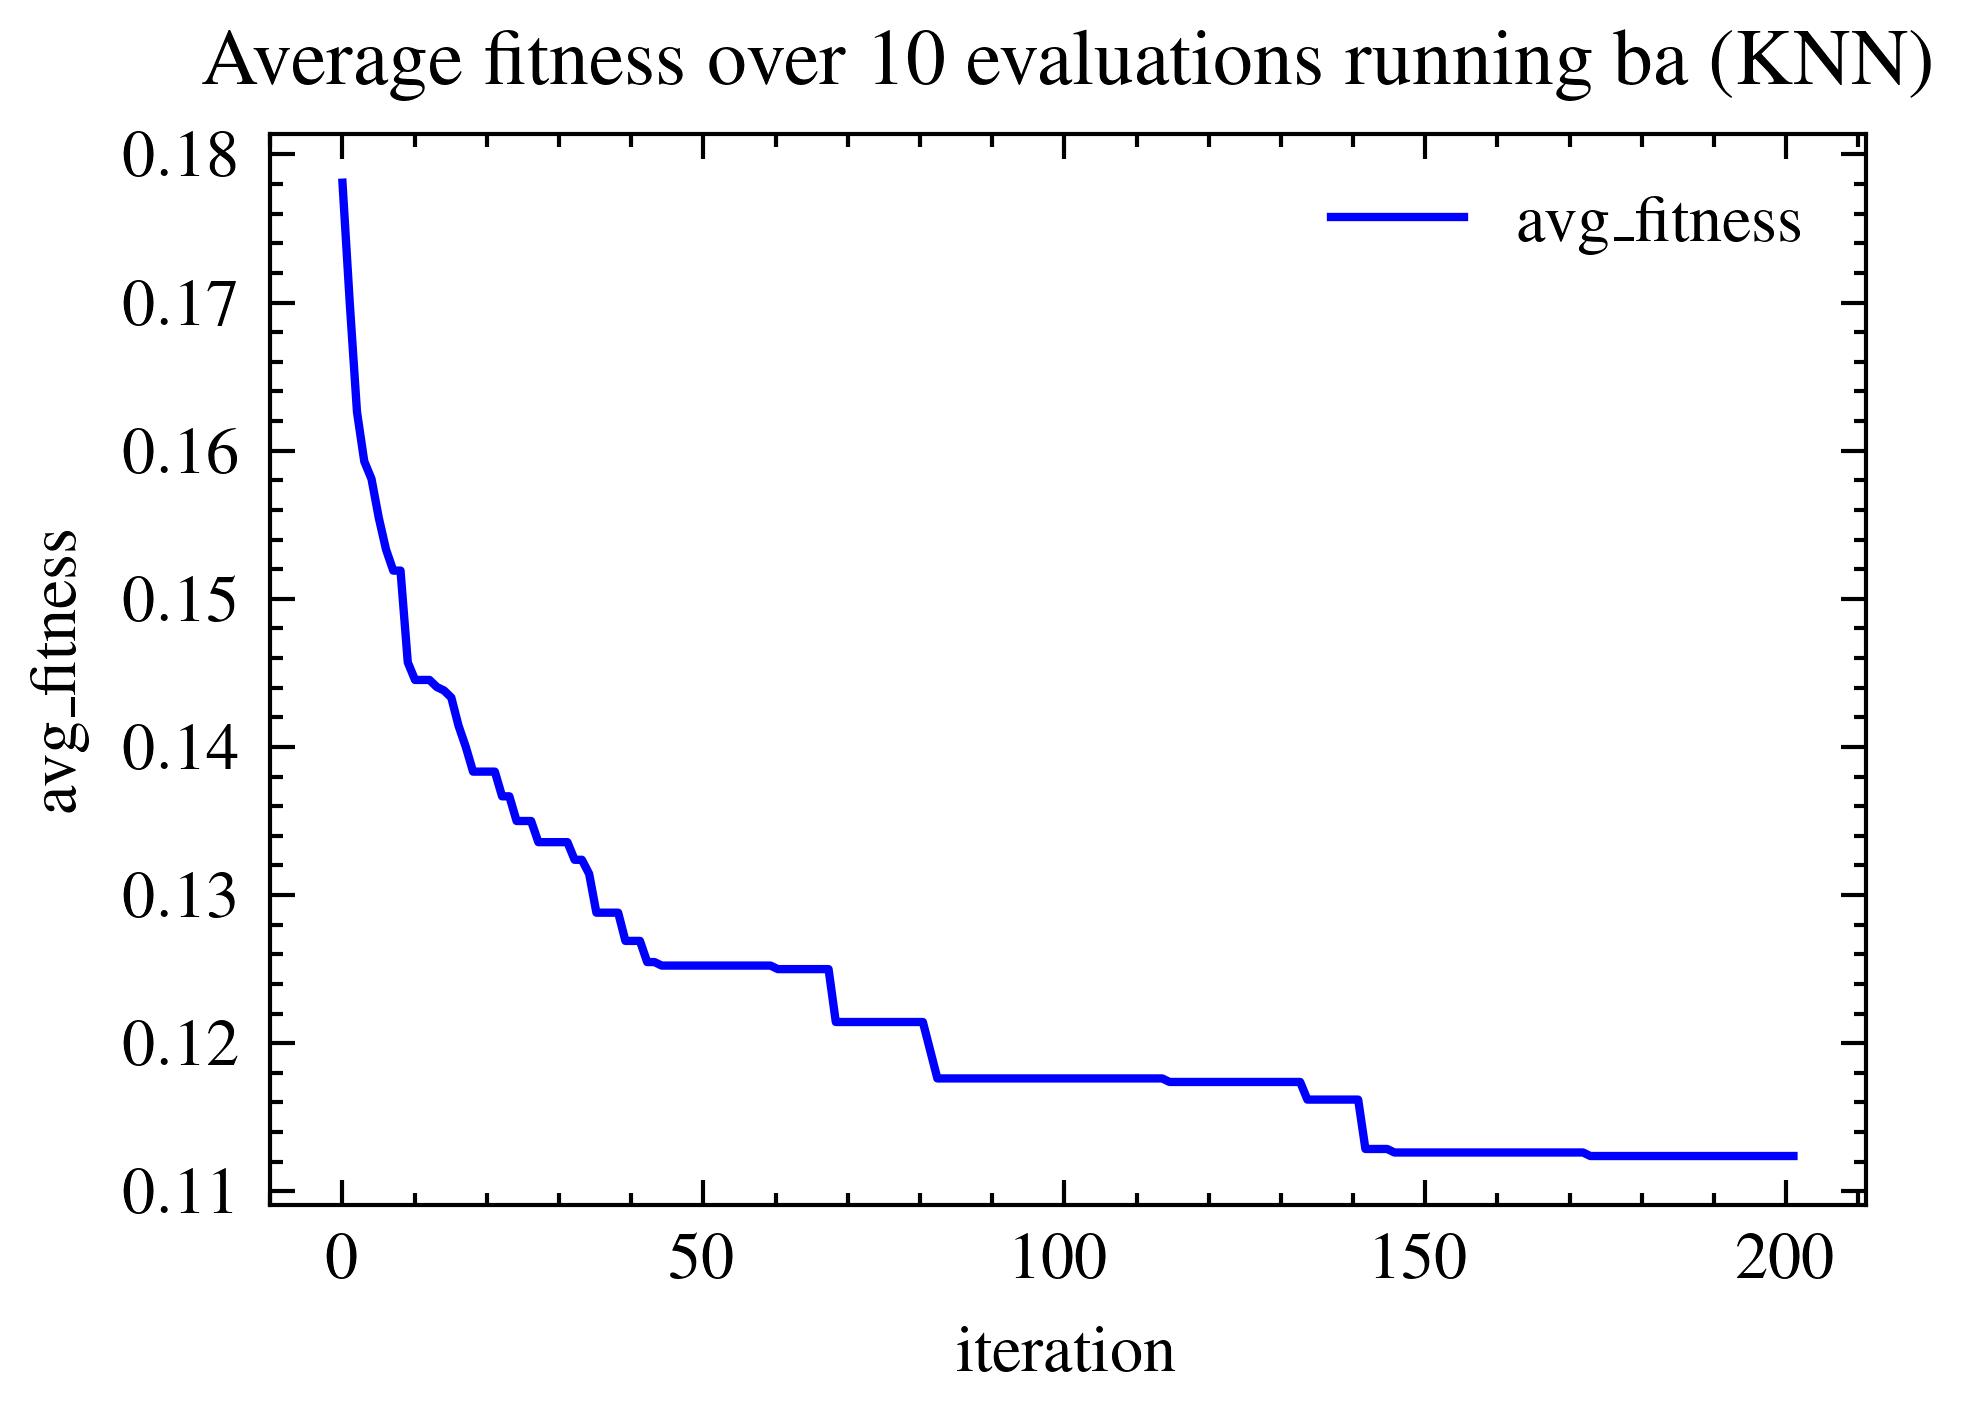 Average fitness over 10 evaluations running ba (KNN)
avg_fitness
0.18
0.17
0.16
0.15
0.14
0.13
0.12
0.11
avg_fitness
0 50 100 150 200
iteration